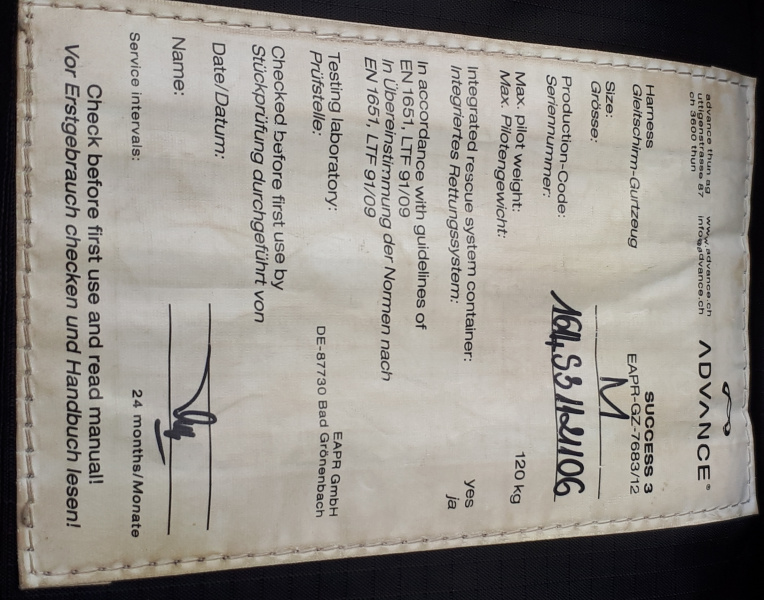 ADVANCE®
advance thun ag www.advance.ch
uttigenstrasse 87 info@advance.ch
ch 3600 thun
Harness SUCCESS 3
Gleitschirm-Gurtzeug EAPR-GZ-7683/12
Size: M
Grösse:
Production-Code:
Seriennummer:
Max. pilot weight: 120 kg
Max. Pilotengewicht:
Integrated rescue system container: yes
Integriertes Rettungssystem: ja
In accordance with guidelines of
EN 1651, LTF 91/09
In Übereinstimmung der Normen nach
EN 1651, LTF 91/09
Testing laboratory: EAPR GmbH
Prüfstelle: DE-87730 Bad Grönenbach
Checked before first use by
Stückprüfung durchgeführt von
Date/Datum:
Name:
Service intervals: 24 months/Monate
Check before first use and read manual!
Vor Erstgebrauch checken und Handbuch lesen!